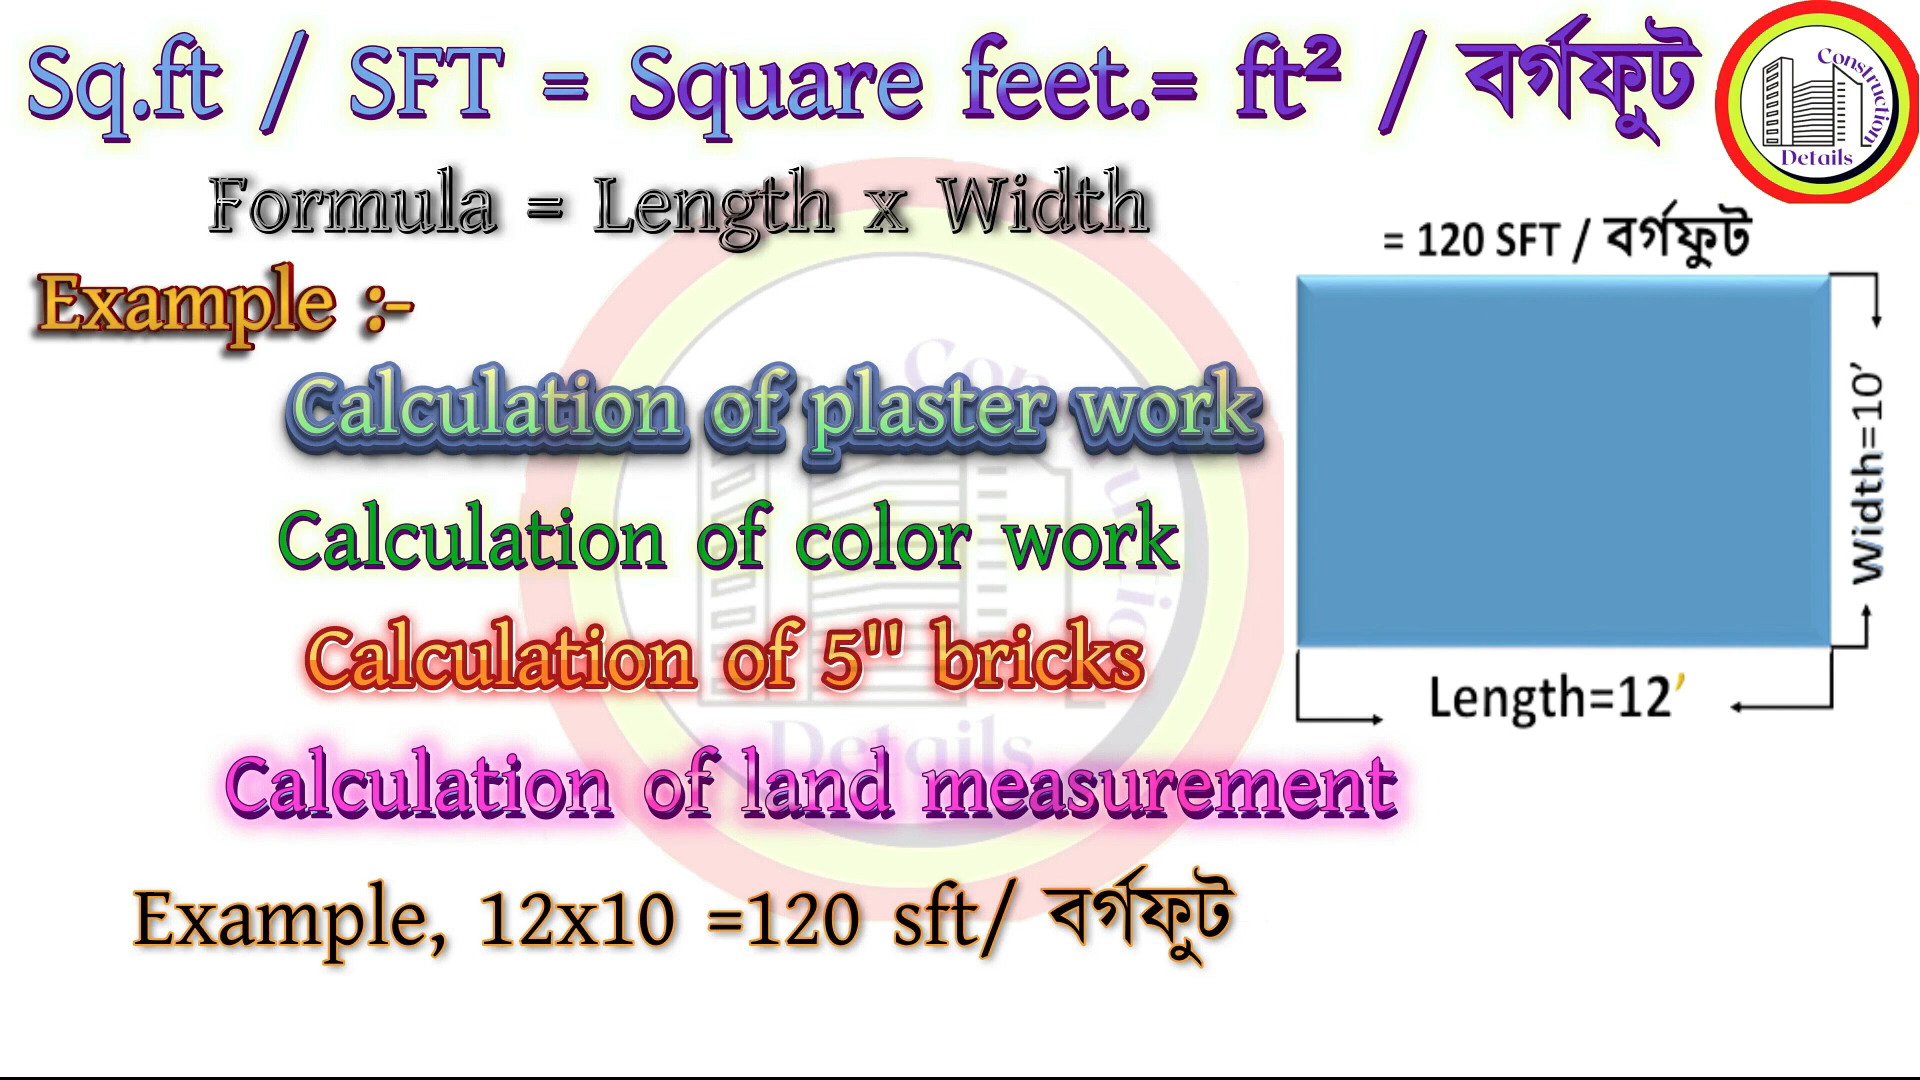 Sq.ft / SFT = Square feet.= ft² / বর্গফুট
Construction
Details
Formula = Length x Width
= 120 SFT / বর্গফুট
Example :-
Width=10’
Calculation of plaster work
Calculation of color work
Calculation of 5" bricks
Length=12’
Calculation of land measurement
Example, 12x10 =120 sft/ বর্গফুট
Construction
Details